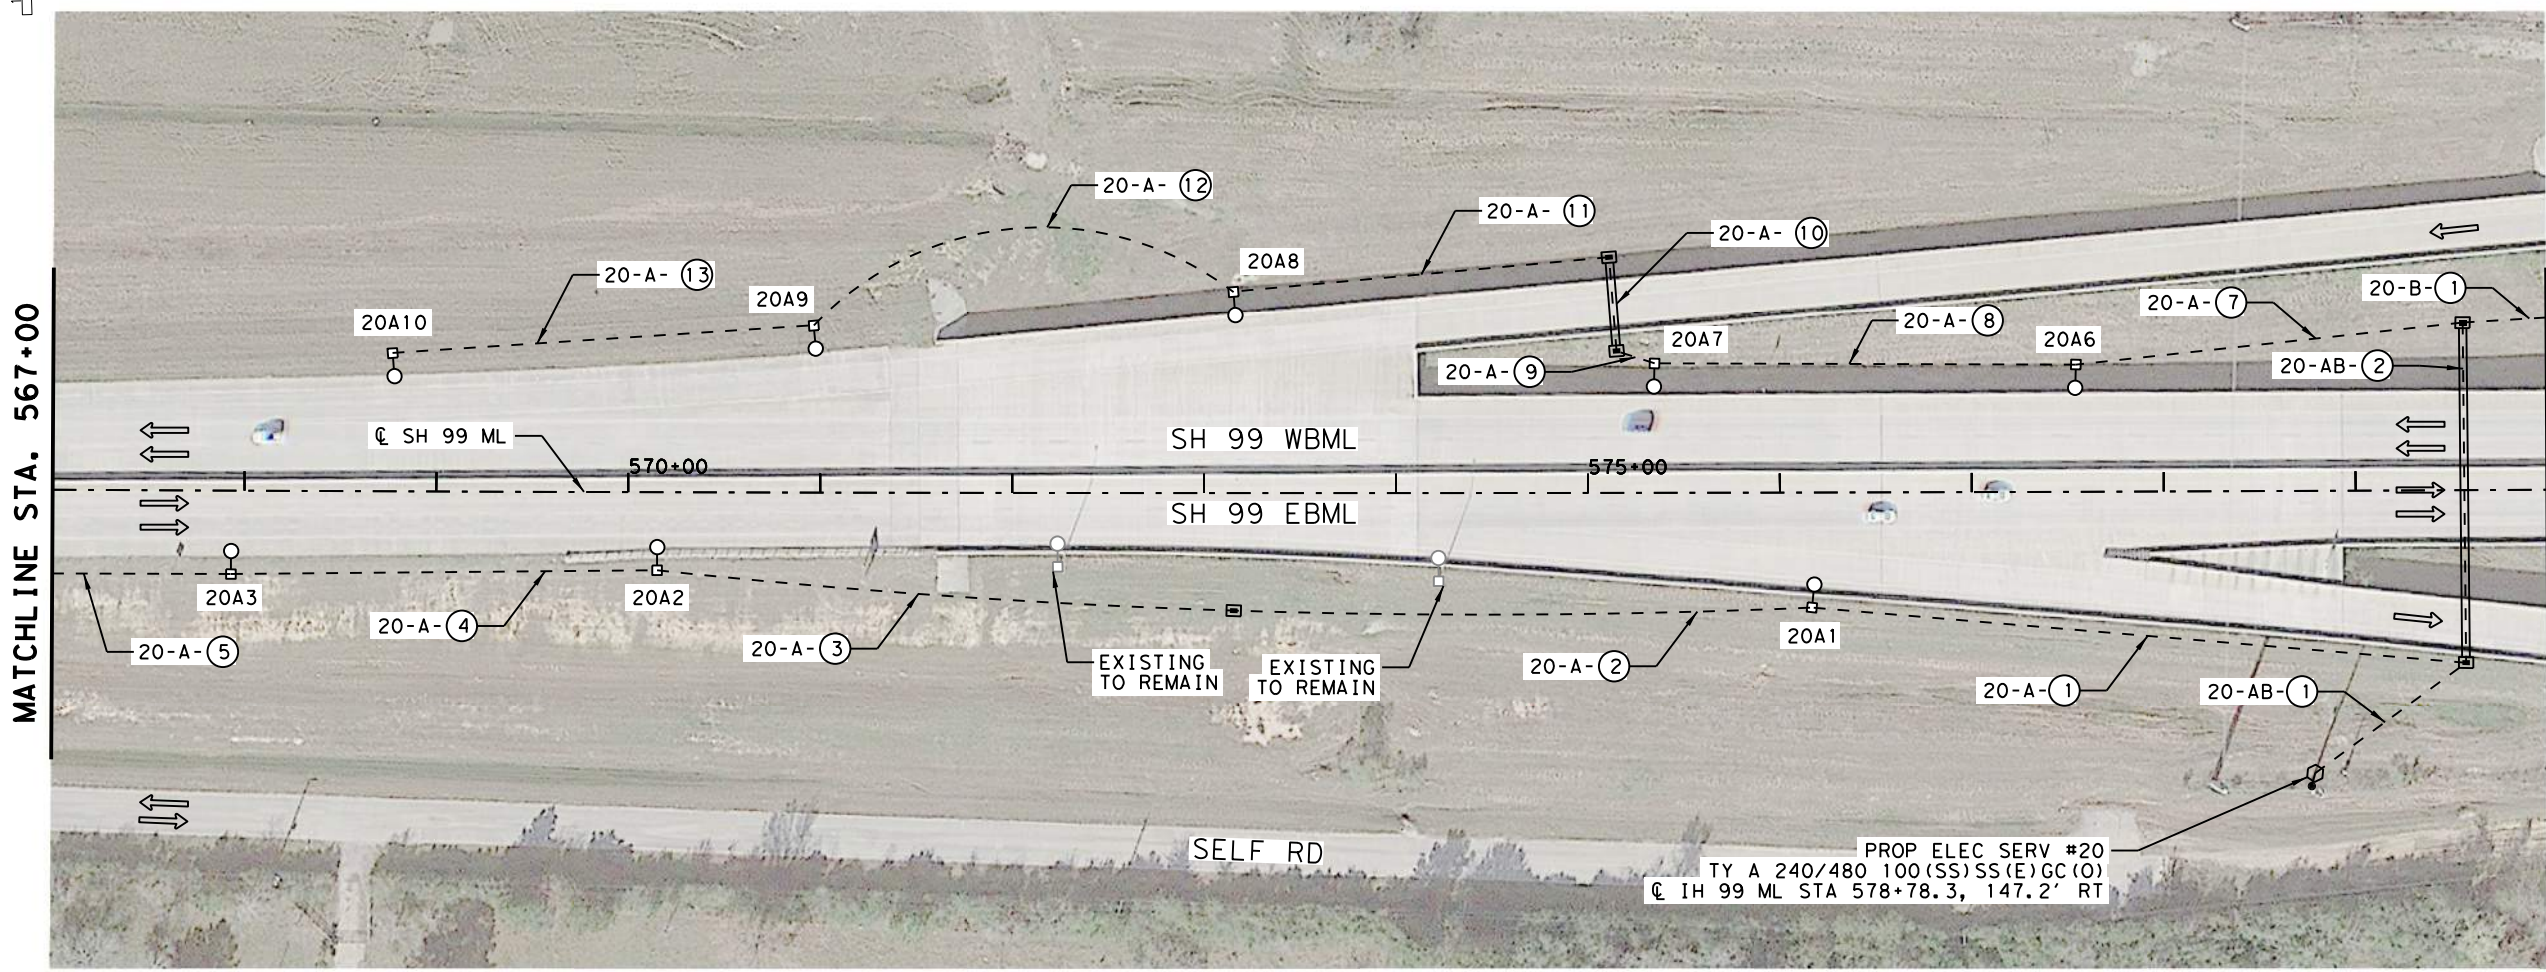 20-A-12
20-A-11
20-A-10
20-A-13
20A8
20A9
20A10
20-A-7
20-B-1
20-A-8
20A7
20A6
20-A-9
20-AB-2
MATCHLINE STA. 567+00
℄ SH 99 ML
SH 99 WBML
570+00
575+00
SH 99 EBML
20A3
20A2
20-A-4
20-A-5
20-A-3
EXISTING
TO REMAIN
EXISTING
TO REMAIN
20-A-2
20A1
20-A-1
20-AB-1
SELF RD
PROP ELEC SERV #20
TY A 240/480 100(SS)SS(E)GC(O)
℄ IH 99 ML STA 578+78.3, 147.2' RT